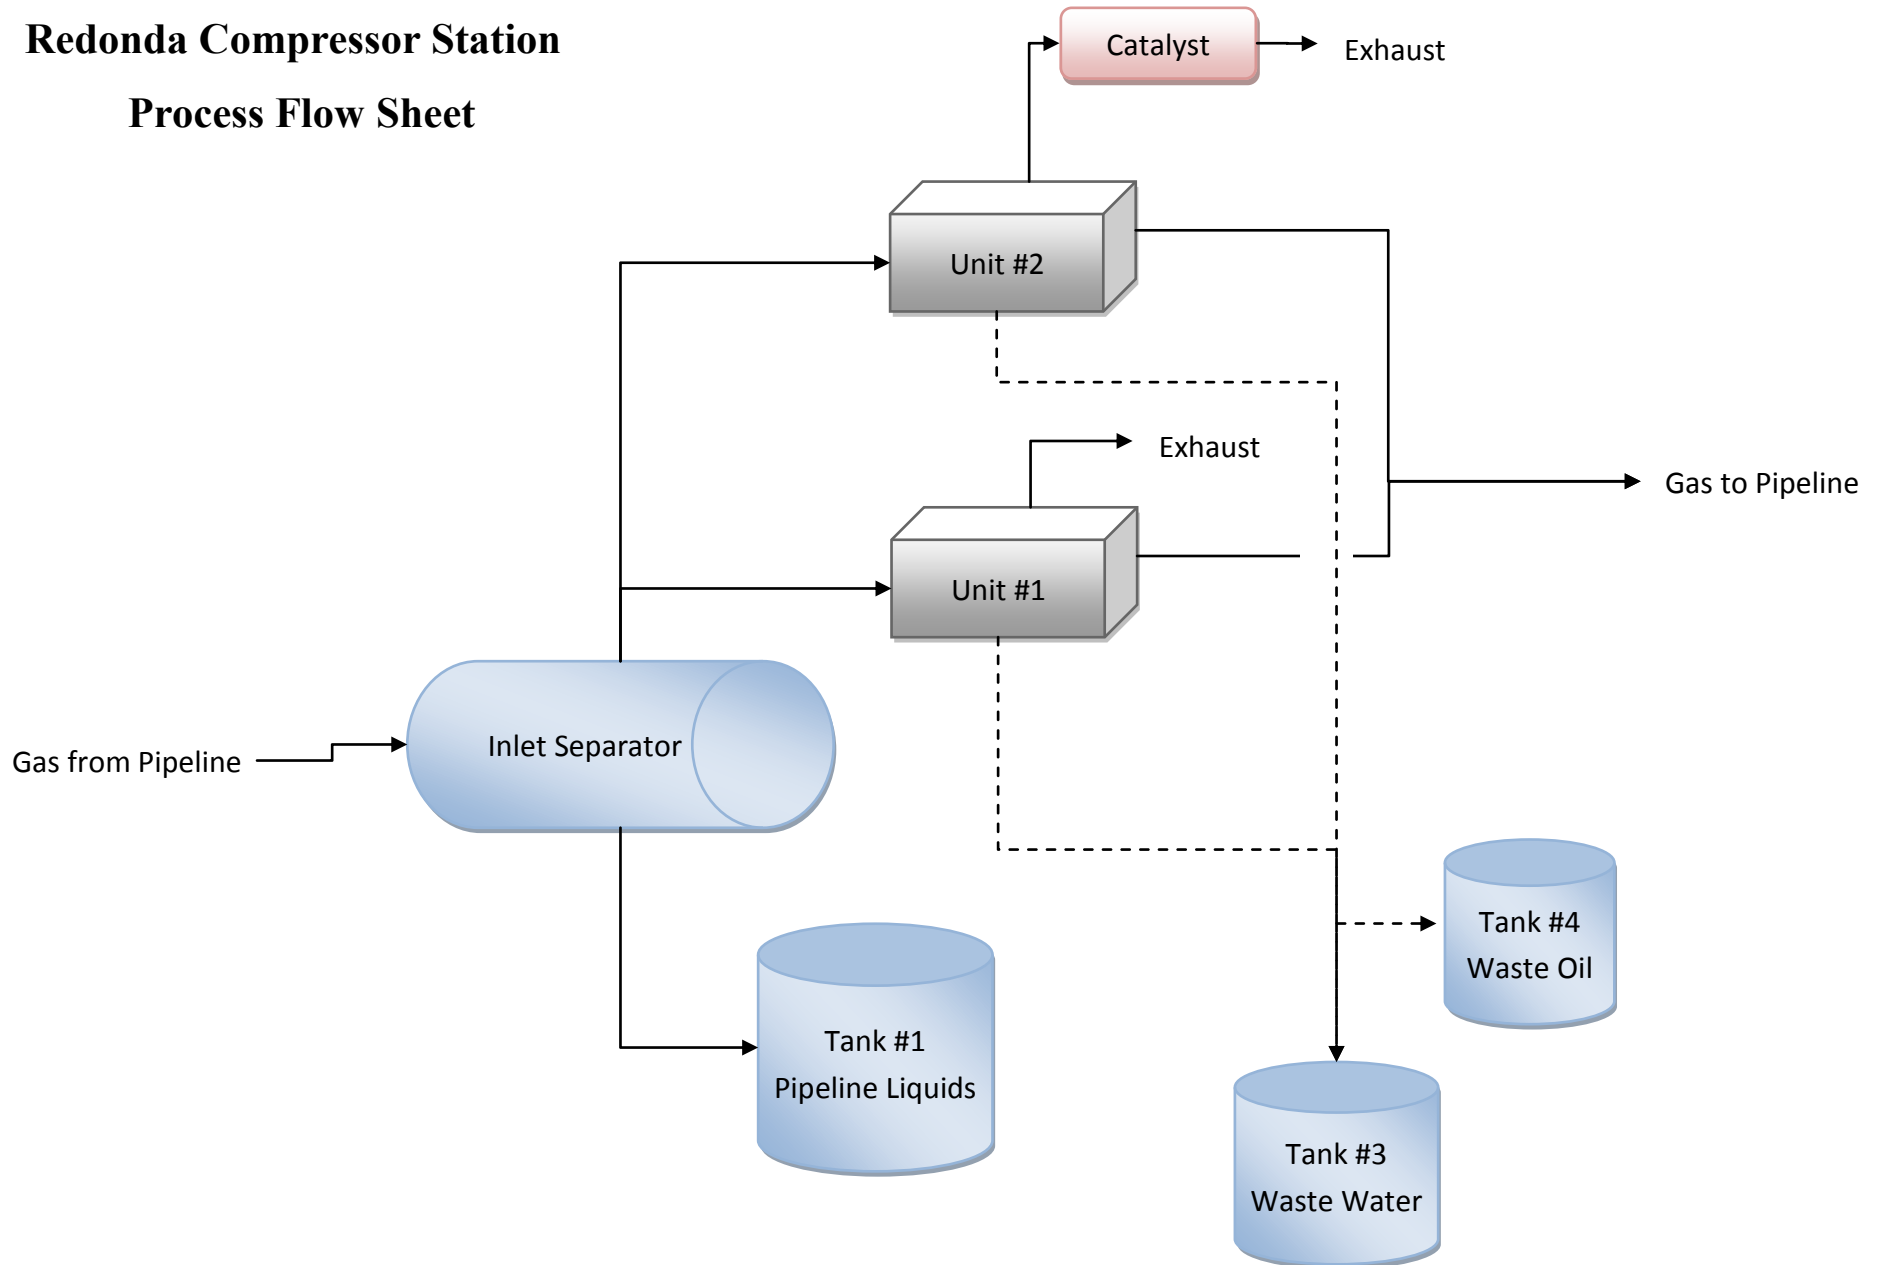 Redonda Compressor Station
Process Flow Sheet
Catalyst
Exhaust
Unit #2
Exhaust
Gas to Pipeline
Unit #1
Inlet Separator
Gas from Pipeline
Tank #4
Waste Oil
Tank #1
Pipeline Liquids
Tank #3
Waste Water